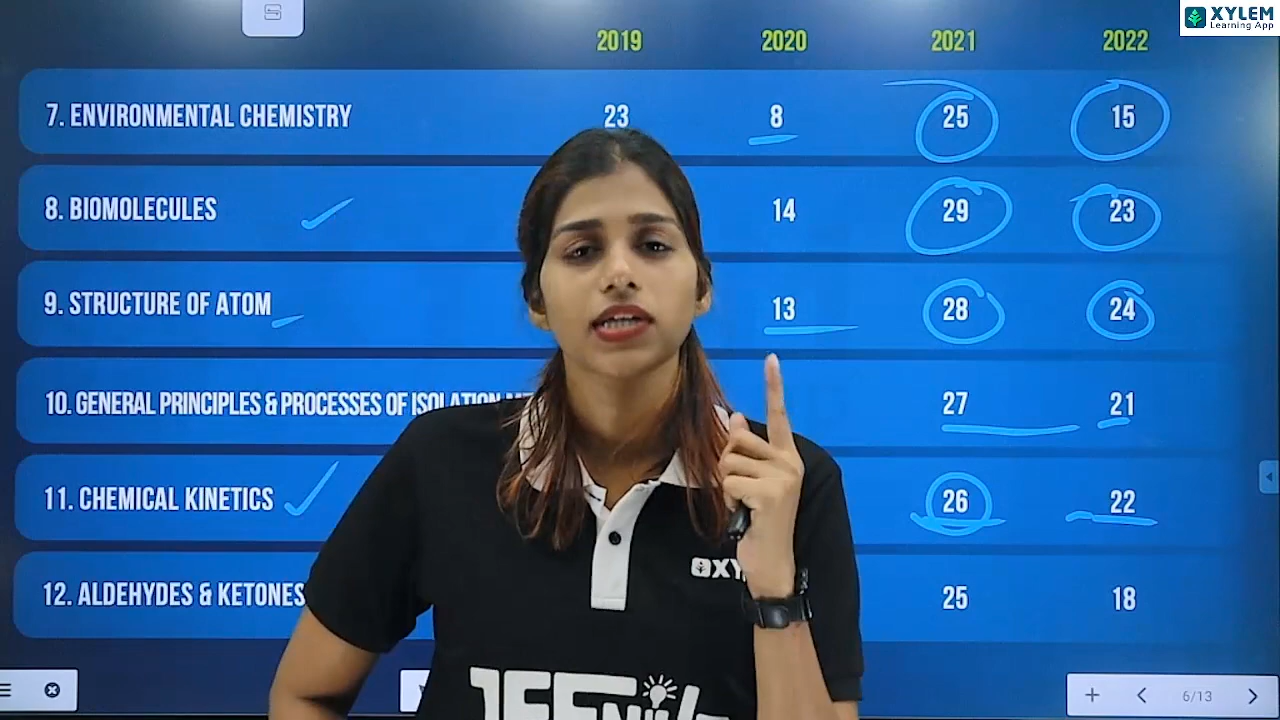 XYLEM
Learning App
2019 2020 2021 2022
7. ENVIRONMENTAL CHEMISTRY 23 8 25 15
8. BIOMOLECULES 14 29 23
9. STRUCTURE OF ATOM 13 28 24
10. GENERAL PRINCIPLES & PROCESSES OF ISOLATION 27 21
11. CHEMICAL KINETICS 26 22
12. ALDEHYDES & KETONES 25 18
6/13